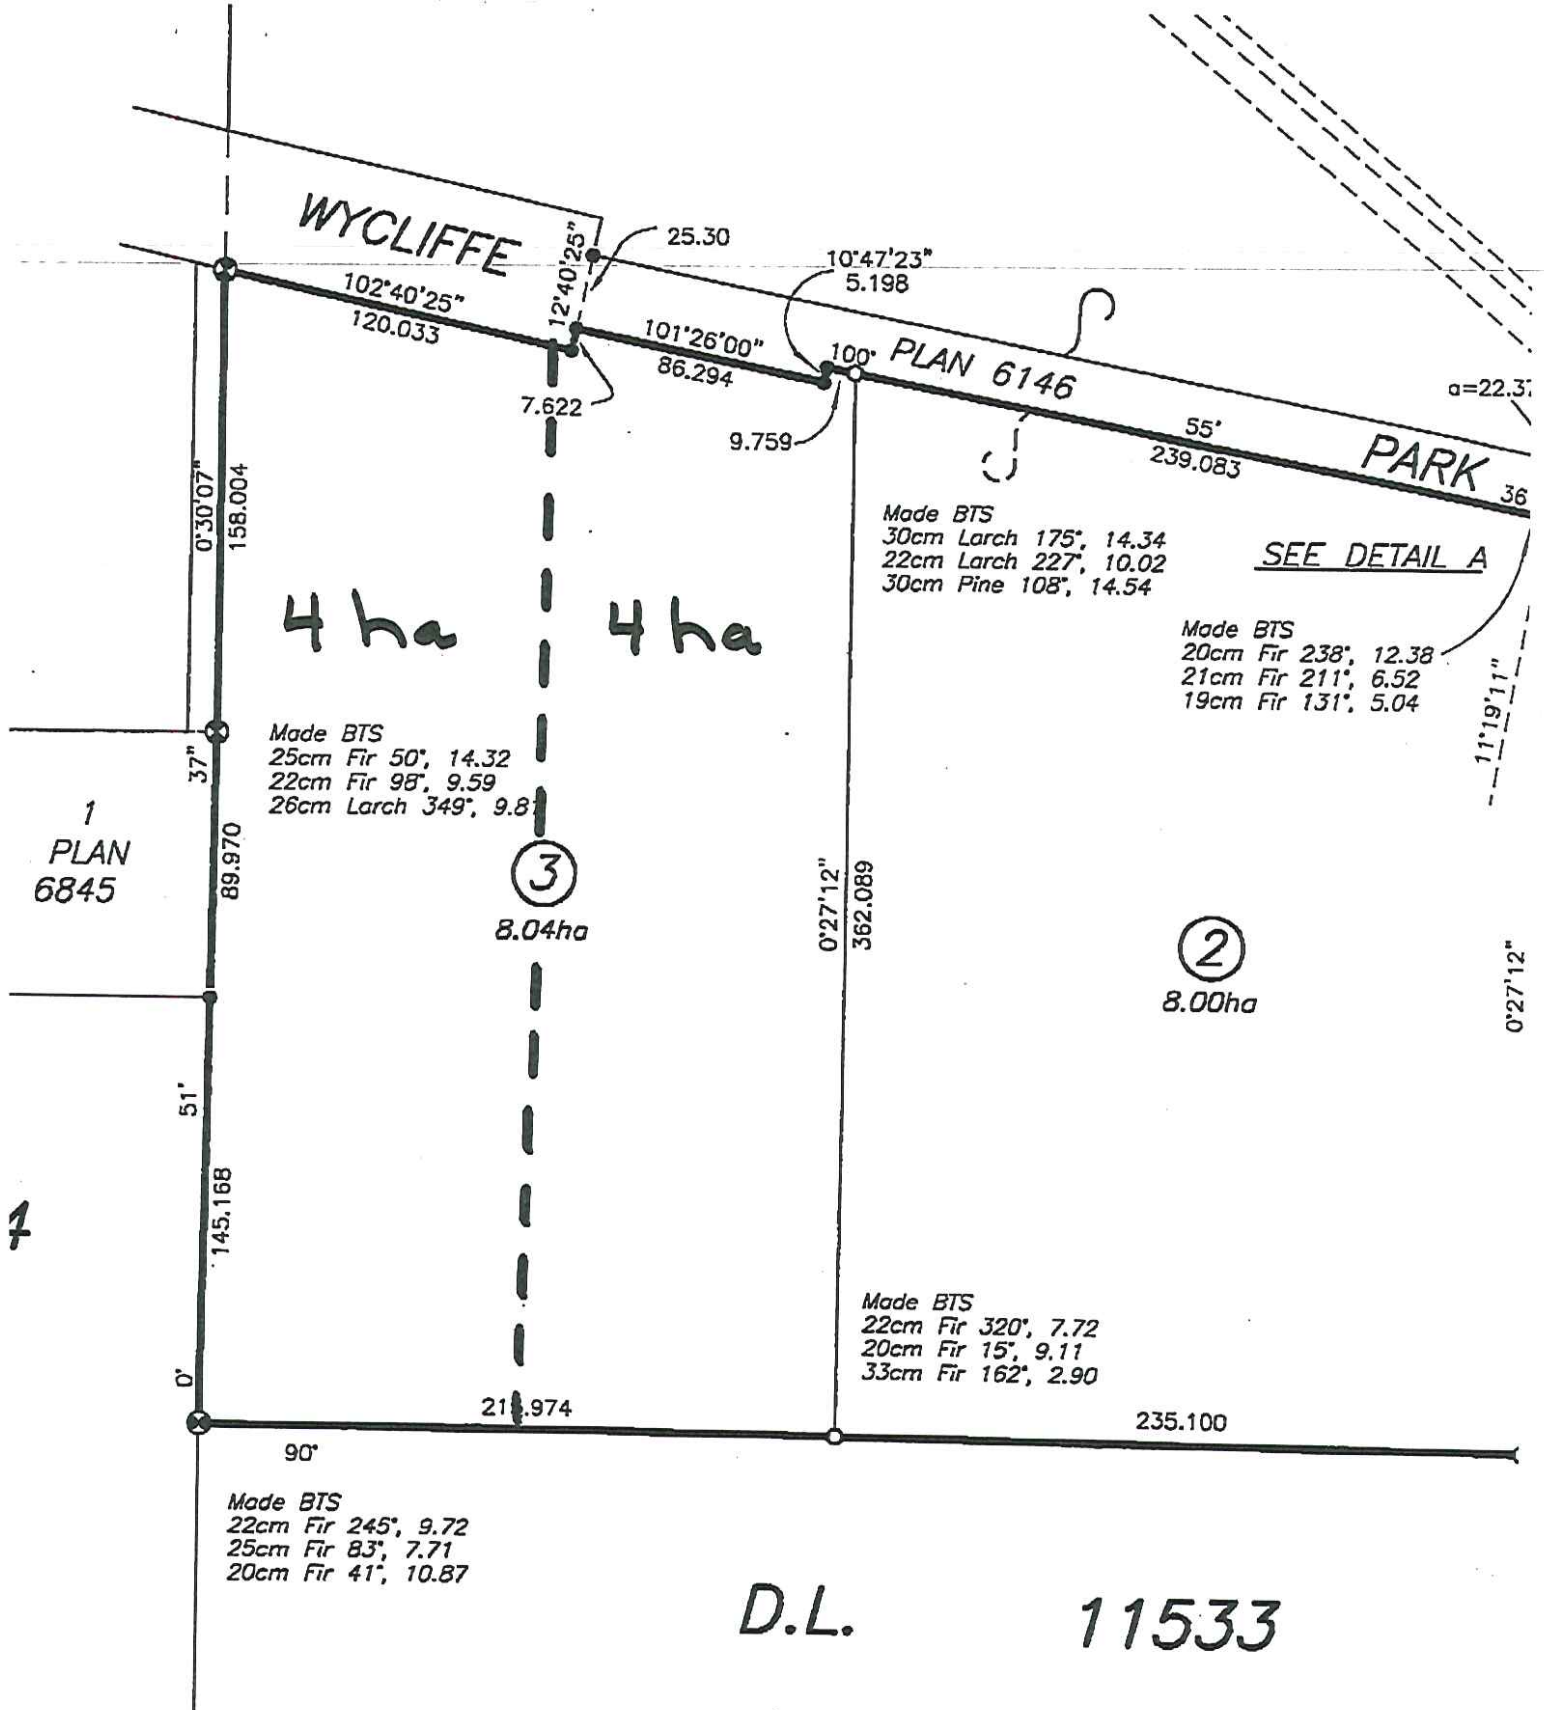 WYCLIFFE
12°40'25"
25.30
10°47'23"
5.198
102°40'25"
120.033
101°26'00"
86.294
100°
PLAN 6146
7.622
9.759
55'
239.083
PARK
36
0°30'07"
158.004
Made BTS
30cm Larch 175°, 14.34
22cm Larch 227°, 10.02
30cm Pine 108°, 14.54
SEE DETAIL A
4 ha
4 ha
Made BTS
20cm Fir 238°, 12.38
21cm Fir 211°, 6.52
19cm Fir 131°, 5.04
11°19'11"
Made BTS
25cm Fir 50°, 14.32
22cm Fir 98°, 9.59
26cm Larch 349°, 9.8
37"
1
PLAN
6845
89.970
3
8.04ha
0°27'12"
362.089
2
8.00ha
0°27'12"
51'
145.168
0'
Made BTS
22cm Fir 320°, 7.72
20cm Fir 15°, 9.11
33cm Fir 162°, 2.90
235.100
90°
Made BTS
22cm Fir 245°, 9.72
25cm Fir 83°, 7.71
20cm Fir 41°, 10.87
D.L. 11533